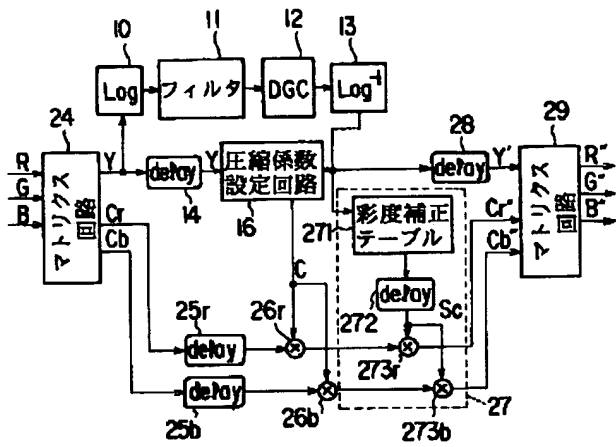 10
11
12
13
Log
フィルタ
DGC
Log⁻¹
24
28
29
R
G
B
マトリクス
回路
Y
delay
14
Y
圧縮係数
設定回路
16
delay
Y'
マトリクス
回路
R"
G"
B"
Cr
Cb
271
彩度補正
テーブル
Cr"
Cb"
C
272
delay
Sc
25r
delay
26r
273r
25b
delay
26b
273b
27